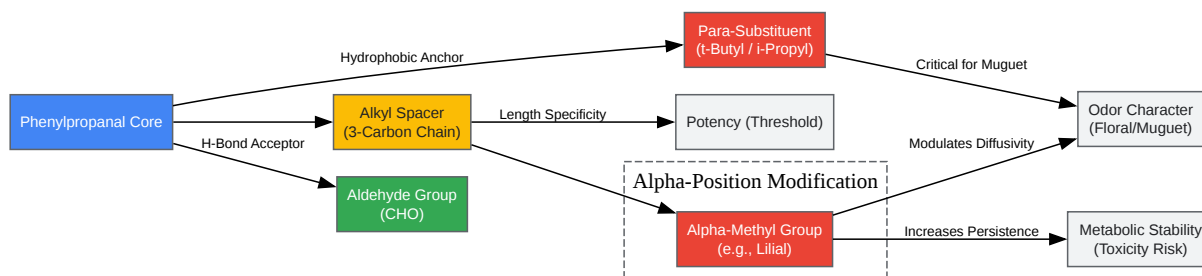 Phenylpropanal Core
Hydrophobic Anchor
H-Bond Acceptor
Para-Substituent
(t-Butyl / i-Propyl)
Alkyl Spacer
(3-Carbon Chain)
Aldehyde Group
(CHO)
Length Specificity
Potency (Threshold)
Alpha-Position Modification
Alpha-Methyl Group
(e.g., Lilial)
Critical for Muguet
Modulates Diffusivity
Increases Persistence
Odor Character
(Floral/Muguet)
Metabolic Stability
(Toxicity Risk)